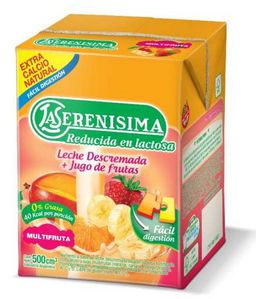 MULTIFRUTA
EXTRA
CALCIO
NATURAL
FÁCIL DIGESTIÓN
LA SERENISIMA
Reducida en lactosa
Leche Descremada
+ Jugo de frutas
0% Grasa
40 Kcal por porción
Fácil
digestión
MULTIFRUTA
500cm³